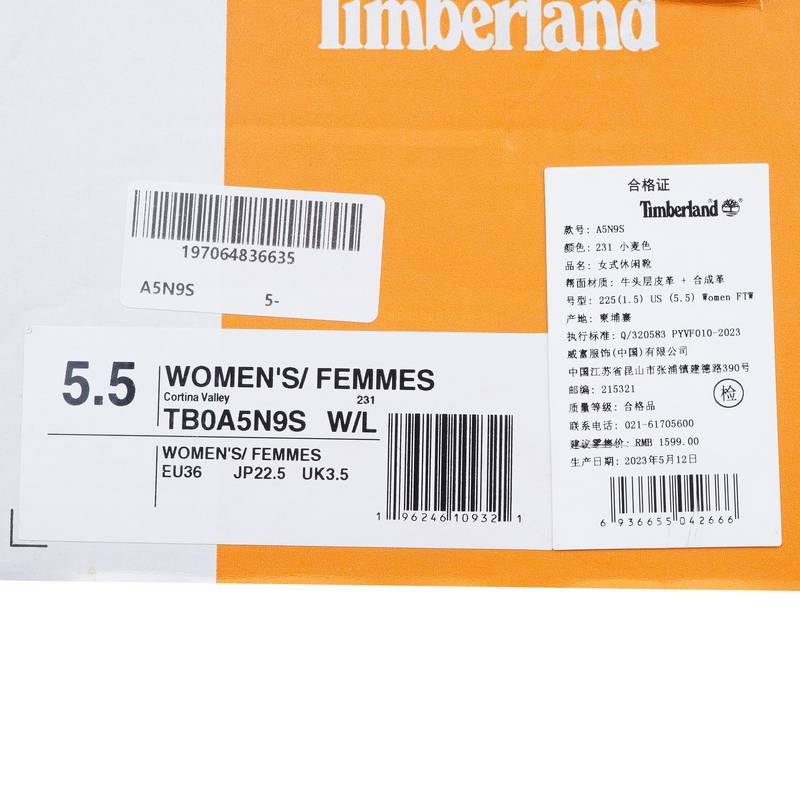 Timberland
197064836635
A5N9S 5-
5.5
WOMEN'S/ FEMMES
Cortina Valley 231
TB0A5N9S W/L
WOMEN'S/ FEMMES
EU36 JP22.5 UK3.5
1 96246 10932 1
合格证
Timberland
款号: A5N9S
颜色: 231 小麦色
品名: 女式休闲靴
帮面材质: 牛头层皮革 + 合成革
号型: 225(1.5) US (5.5) Women FTW
产地: 柬埔寨
执行标准: Q/320583 PYVF010-2023
威富服饰(中国)有限公司
中国江苏省昆山市张浦镇建德路390号
邮编: 215321
检
质量等级: 合格品
联系电话: 021-61705600
建议零售价: RMB 1599.00
生产日期: 2023年5月12日
6 936655 042666